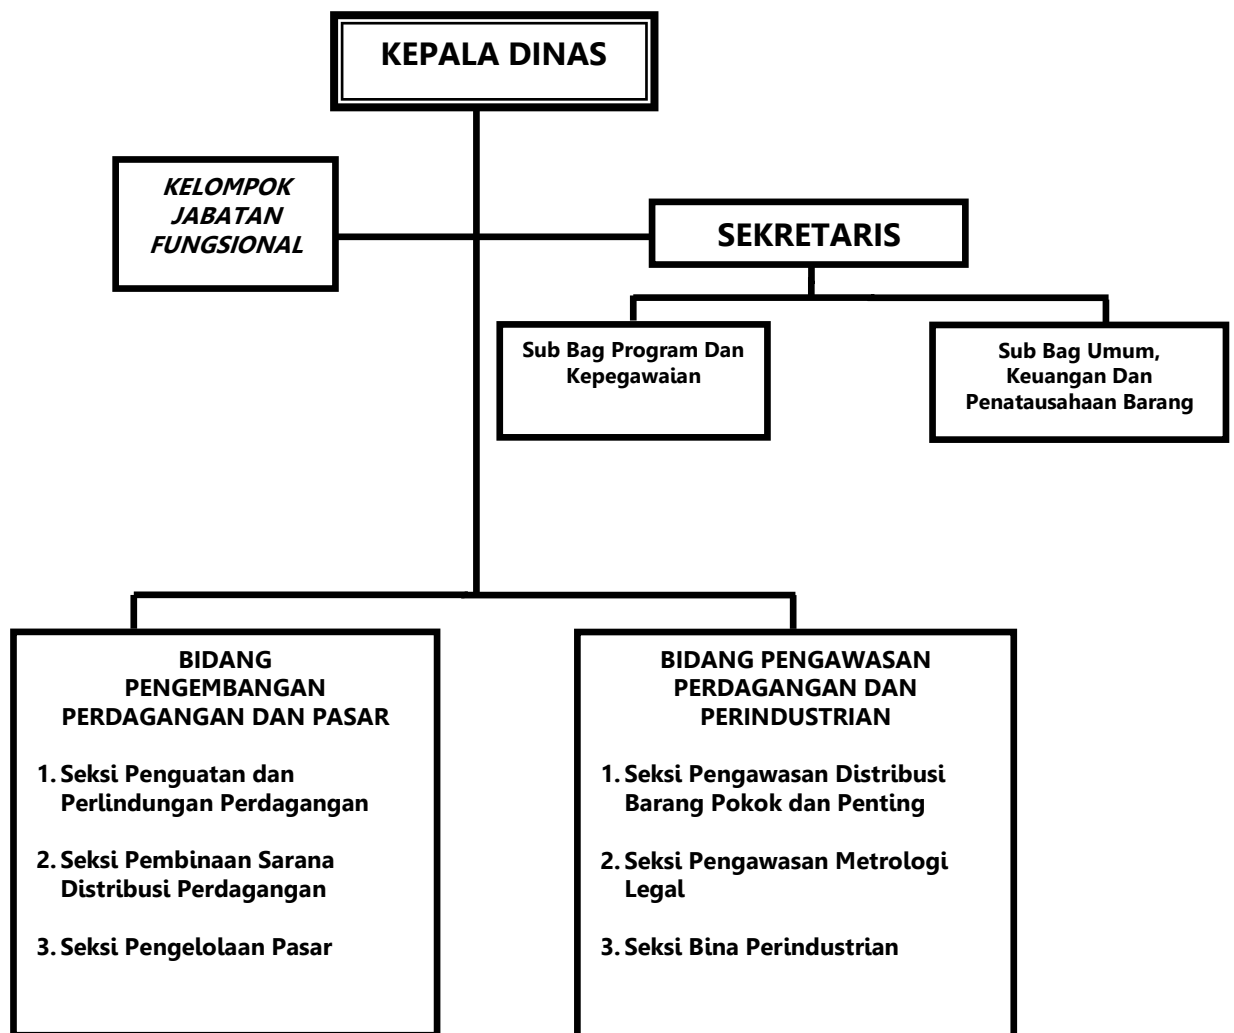 KEPALA DINAS
KELOMPOK
JABATAN
FUNGSIONAL
SEKRETARIS
Sub Bag Program Dan
Kepegawaian
Sub Bag Umum,
Keuangan Dan
Penatausahaan Barang
BIDANG
PENGEMBANGAN
PERDAGANGAN DAN PASAR
1. Seksi Penguatan dan
Perlindungan Perdagangan
2. Seksi Pembinaan Sarana
Distribusi Perdagangan
3. Seksi Pengelolaan Pasar
BIDANG PENGAWASAN
PERDAGANGAN DAN
PERINDUSTRIAN
1. Seksi Pengawasan Distribusi
Barang Pokok dan Penting
2. Seksi Pengawasan Metrologi
Legal
3. Seksi Bina Perindustrian